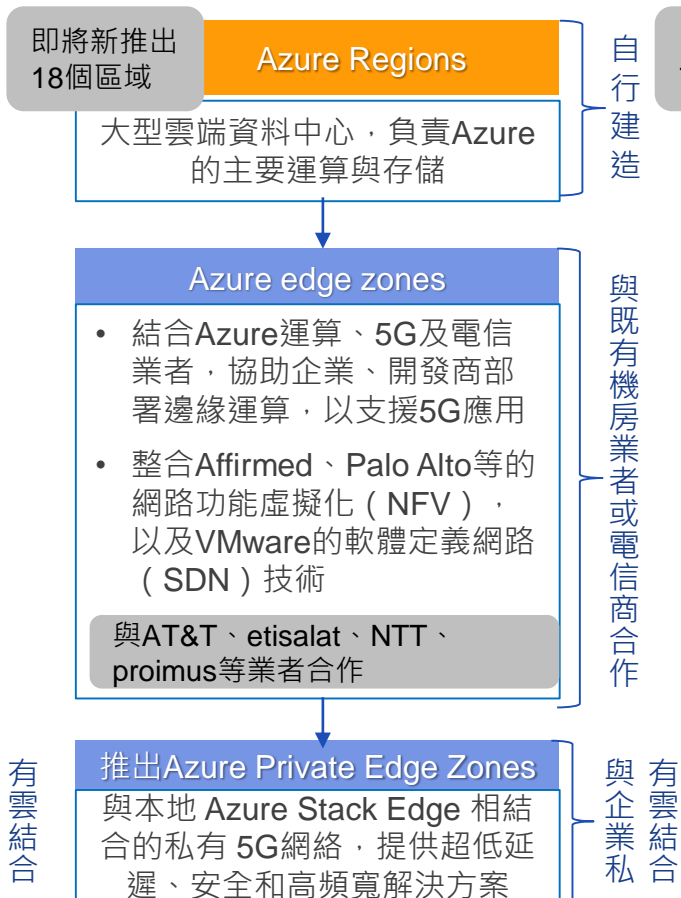 即將新推出
18個區域
Azure Regions
大型雲端資料中心，負責Azure
的主要運算與存儲
自行建造
Azure edge zones
• 結合Azure運算、5G及電信
業者，協助企業、開發商部
署邊緣運算，以支援5G應用
• 整合Affirmed、Palo Alto等的
網路功能虛擬化（NFV），
以及VMware的軟體定義網路
（SDN）技術
與AT&T、etisalat、NTT、
proimus等業者合作
與既有機房業者或電信商合作
有雲結合
推出Azure Private Edge Zones
與本地 Azure Stack Edge 相結
合的私有 5G網絡，提供超低延
遲、安全和高頻寬解決方案
與企業私
有雲結合